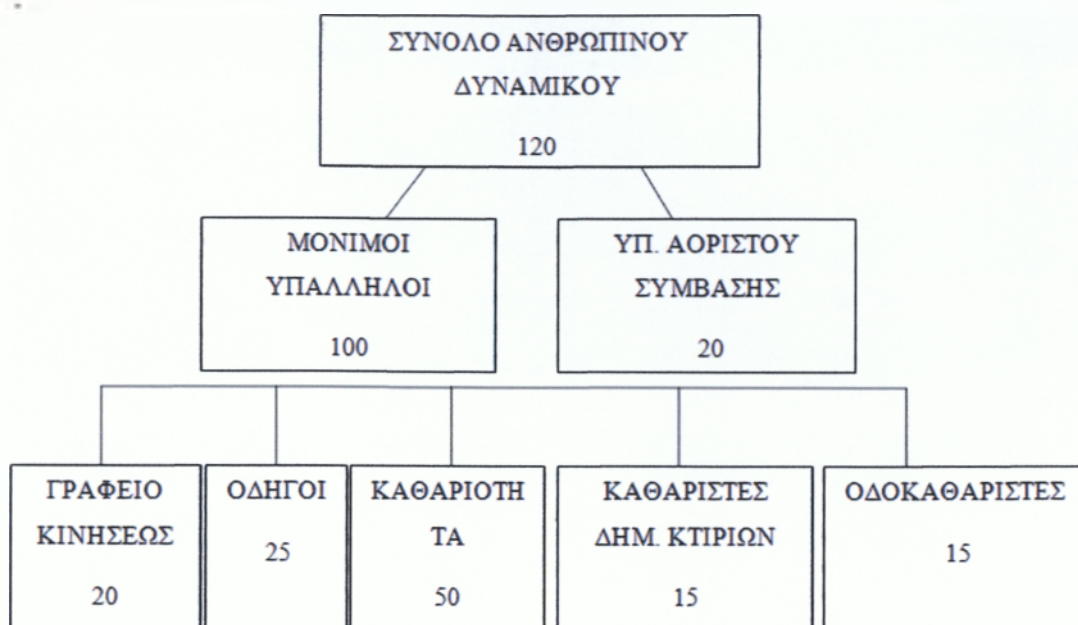 ΣΥΝΟΛΟ ΑΝΘΡΩΠΙΝΟΥ
ΔΥΝΑΜΙΚΟΥ
120
ΜΟΝΙΜΟΙ
ΥΠΑΛΛΗΛΟΙ
100
ΥΠ. ΑΟΡΙΣΤΟΥ
ΣΥΜΒΑΣΗΣ
20
ΓΡΑΦΕΙΟ
ΚΙΝΗΣΕΩΣ
20
ΟΔΗΓΟΙ
25
ΚΑΘΑΡΙΟΤΗ
ΤΑ
50
ΚΑΘΑΡΙΣΤΕΣ
ΔΗΜ. ΚΤΙΡΙΩΝ
15
ΟΔΟΚΑΘΑΡΙΣΤΕΣ
15